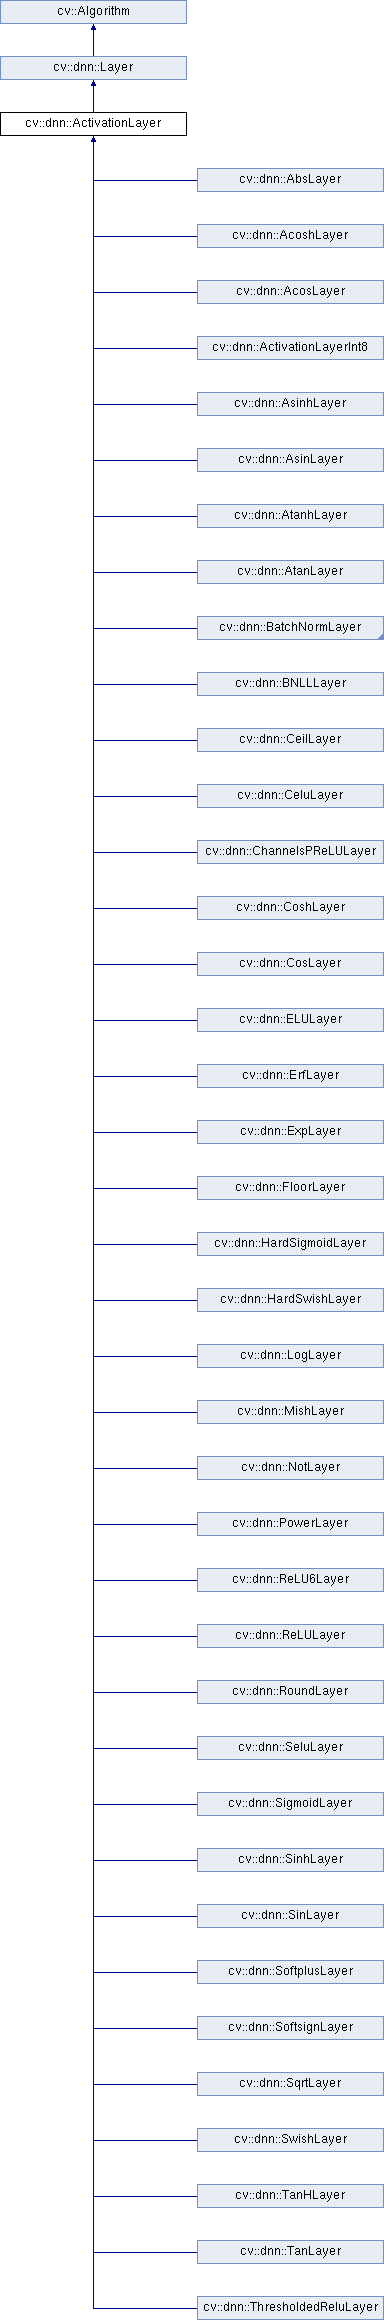 cv::Algorithm
cv::dnn::Layer
cv::dnn::ActivationLayer
cv::dnn::AbsLayer
cv::dnn::AcoshLayer
cv::dnn::AcosLayer
cv::dnn::ActivationLayerInt8
cv::dnn::AsinhLayer
cv::dnn::AsinLayer
cv::dnn::AtanhLayer
cv::dnn::AtanLayer
cv::dnn::BatchNormLayer
cv::dnn::BNLLLayer
cv::dnn::CeilLayer
cv::dnn::CeluLayer
cv::dnn::ChannelsPReLULayer
cv::dnn::CoshLayer
cv::dnn::CosLayer
cv::dnn::ELULayer
cv::dnn::ErfLayer
cv::dnn::ExpLayer
cv::dnn::FloorLayer
cv::dnn::HardSigmoidLayer
cv::dnn::HardSwishLayer
cv::dnn::LogLayer
cv::dnn::MishLayer
cv::dnn::NotLayer
cv::dnn::PowerLayer
cv::dnn::ReLU6Layer
cv::dnn::ReLULayer
cv::dnn::RoundLayer
cv::dnn::SeluLayer
cv::dnn::SigmoidLayer
cv::dnn::SinhLayer
cv::dnn::SinLayer
cv::dnn::SoftplusLayer
cv::dnn::SoftsignLayer
cv::dnn::SqrtLayer
cv::dnn::SwishLayer
cv::dnn::TanHLayer
cv::dnn::TanLayer
cv::dnn::ThresholdedReluLayer